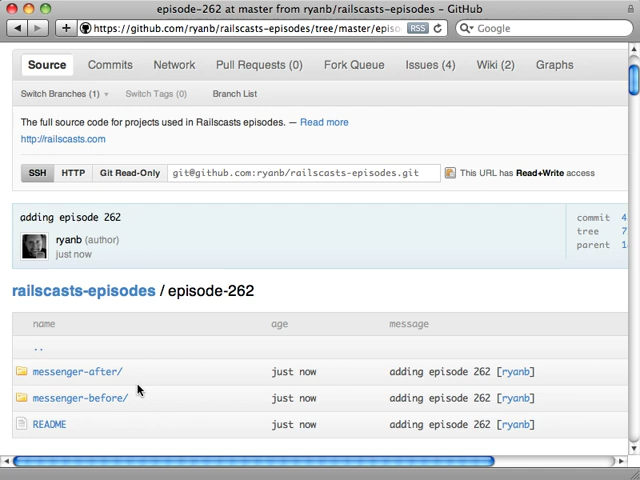 episode-262 at master from ryanb/railscasts-episodes – GitHub
https://github.com/ryanb/railscasts-episodes/tree/master/episo
RSS
Google
Source
Commits
Network
Pull Requests (0)
Fork Queue
Issues (4)
Wiki (2)
Graphs
Switch Branches (1)
Switch Tags (0)
Branch List
The full source code for projects used in Railscasts episodes. — Read more
http://railscasts.com
SSH
HTTP
Git Read-Only
git@github.com:ryanb/railscasts-episodes.git
This URL has Read+Write access
adding episode 262
ryanb (author)
just now
commit 4
tree 7
parent 1
railscasts-episodes / episode-262
name age message
..
messenger-after/ just now adding episode 262 [ryanb]
messenger-before/ just now adding episode 262 [ryanb]
README just now adding episode 262 [ryanb]